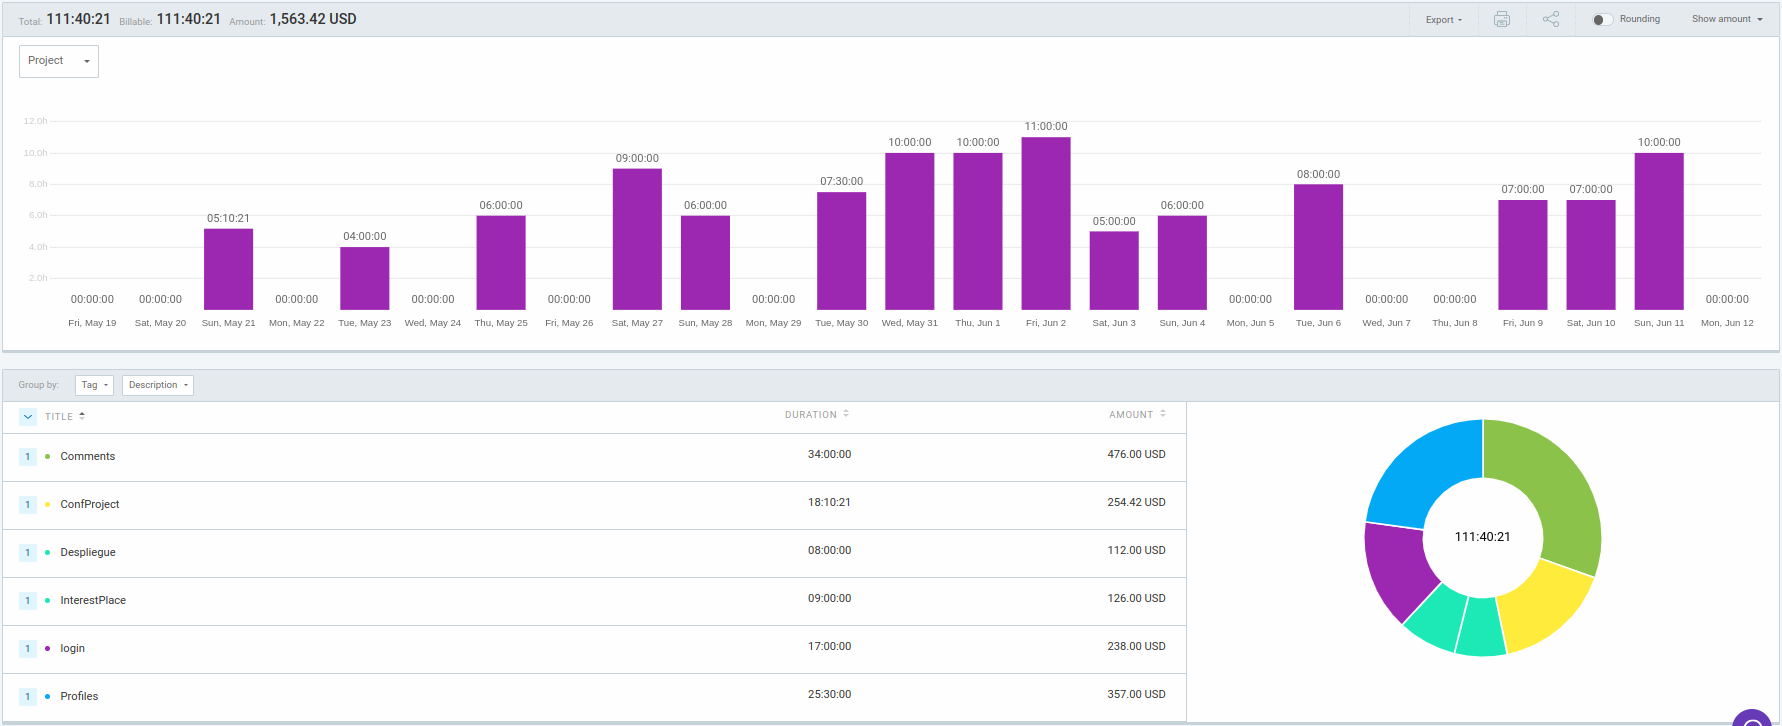 Total: 111:40:21 Billable: 111:40:21 Amount: 1,563.42 USD Export Rounding Show amount
Project
12.0h
10.0h
8.0h
6.0h
4.0h
2.0h
00:00:00 00:00:00 05:10:21 00:00:00 04:00:00 00:00:00 06:00:00 00:00:00 09:00:00 06:00:00 00:00:00 07:30:00 10:00:00 10:00:00 11:00:00 05:00:00 06:00:00 00:00:00 08:00:00 00:00:00 00:00:00 07:00:00 07:00:00 10:00:00 00:00:00
Fri, May 19 Sat, May 20 Sun, May 21 Mon, May 22 Tue, May 23 Wed, May 24 Thu, May 25 Fri, May 26 Sat, May 27 Sun, May 28 Mon, May 29 Tue, May 30 Wed, May 31 Thu, Jun 1 Fri, Jun 2 Sat, Jun 3 Sun, Jun 4 Mon, Jun 5 Tue, Jun 6 Wed, Jun 7 Thu, Jun 8 Fri, Jun 9 Sat, Jun 10 Sun, Jun 11 Mon, Jun 12
Group by: Tag Description
TITLE DURATION AMOUNT
1 Comments 34:00:00 476.00 USD
1 ConfProject 18:10:21 254.42 USD
1 Despliegue 08:00:00 112.00 USD
1 InterestPlace 09:00:00 126.00 USD
1 login 17:00:00 238.00 USD
1 Profiles 25:30:00 357.00 USD
111:40:21